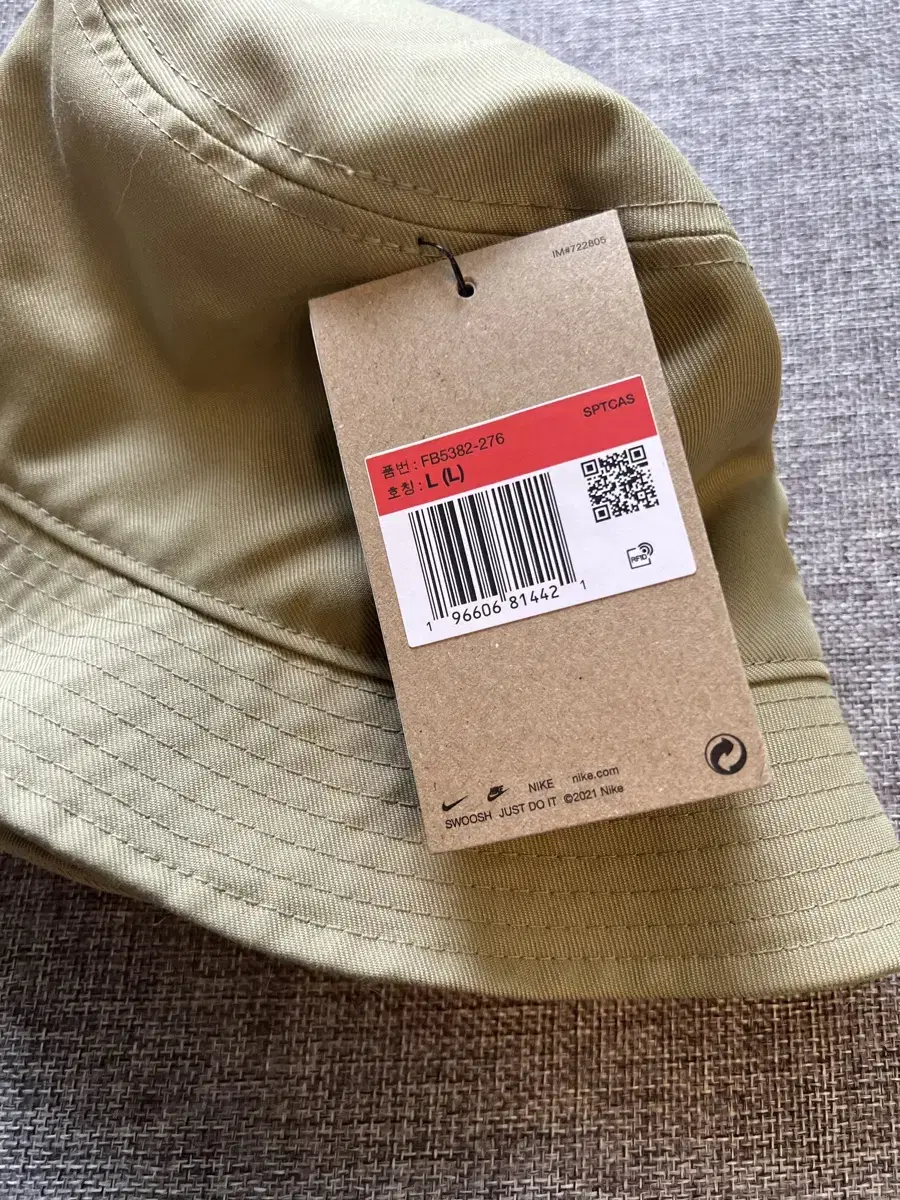 IM#722805
SPTCAS
품번 : FB5382-276
호칭 : L (L)
1 96606 81442 1
RFID
NIKE nike.com
SWOOSH JUST DO IT ©2021 Nike